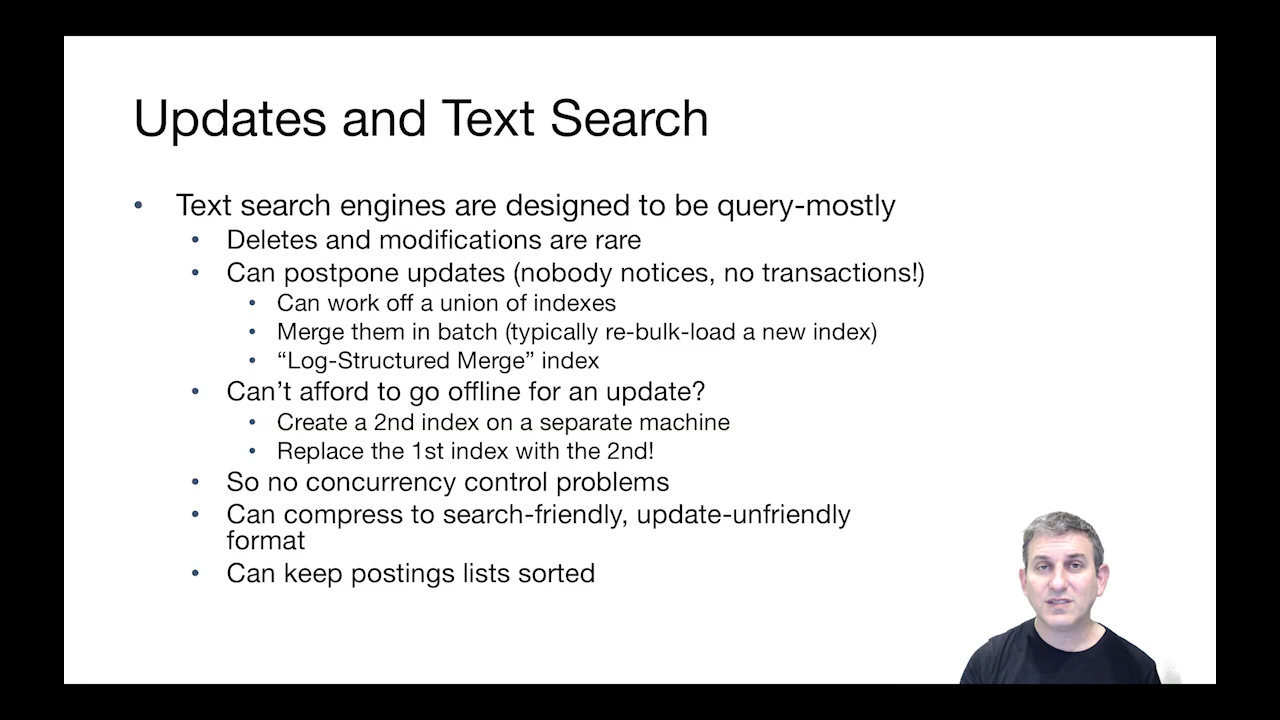 Updates and Text Search
• Text search engines are designed to be query-mostly
• Deletes and modifications are rare
• Can postpone updates (nobody notices, no transactions!)
• Can work off a union of indexes
• Merge them in batch (typically re-bulk-load a new index)
• “Log-Structured Merge” index
• Can’t afford to go offline for an update?
• Create a 2nd index on a separate machine
• Replace the 1st index with the 2nd!
• So no concurrency control problems
• Can compress to search-friendly, update-unfriendly
format
• Can keep postings lists sorted